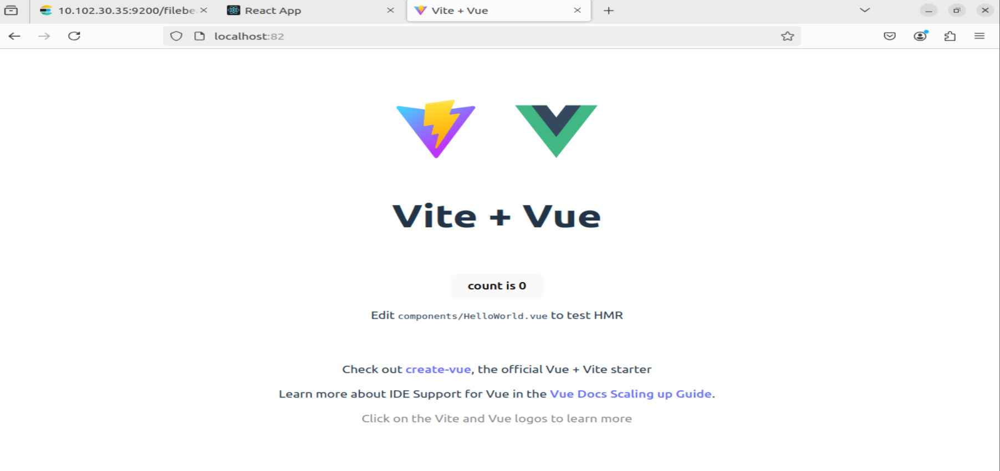 10.102.30.35:9200/filebe
React App
Vite + Vue
localhost:82
Vite + Vue
count is 0
Edit components/HelloWorld.vue to test HMR
Check out create-vue, the official Vue + Vite starter
Learn more about IDE Support for Vue in the Vue Docs Scaling up Guide.
Click on the Vite and Vue logos to learn more